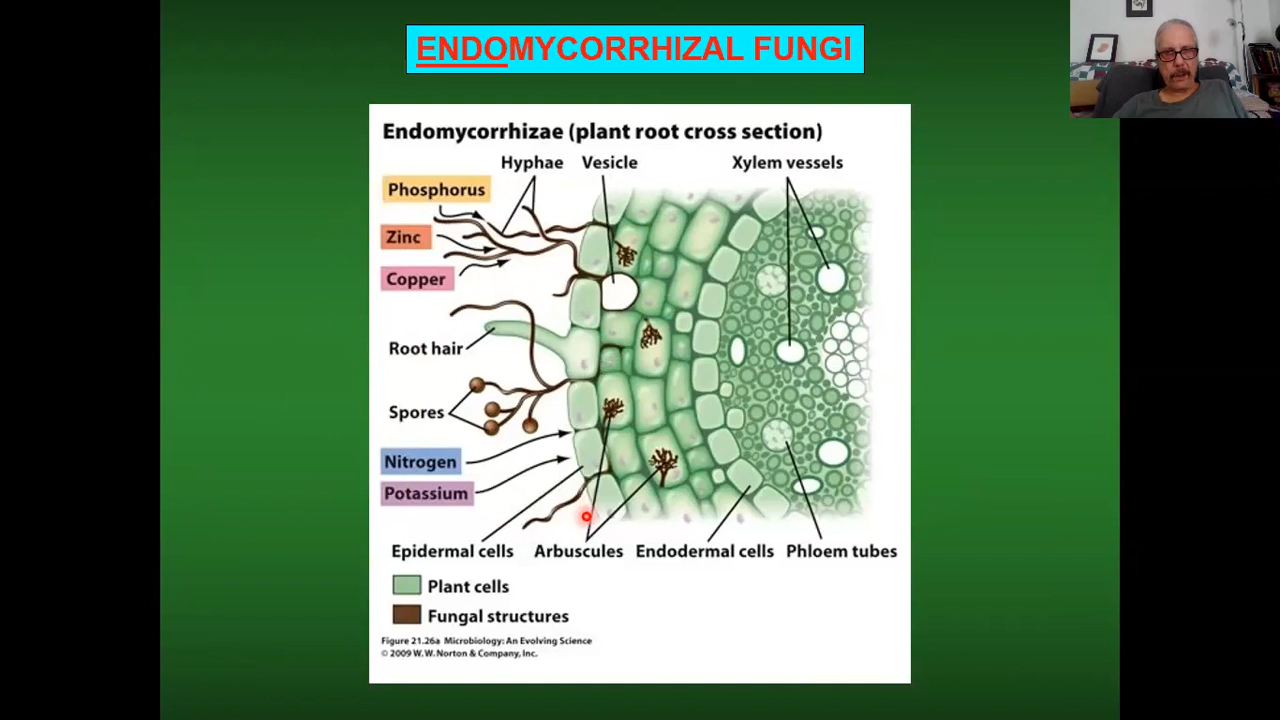 ENDOMYCORRHIZAL FUNGI
Endomycorrhizae (plant root cross section)
Hyphae Vesicle Xylem vessels
Phosphorus
Zinc
Copper
Root hair
Spores
Nitrogen
Potassium
Epidermal cells Arbuscules Endodermal cells Phloem tubes
Plant cells
Fungal structures
Figure 21.26a Microbiology: An Evolving Science
© 2009 W. W. Norton & Company, Inc.